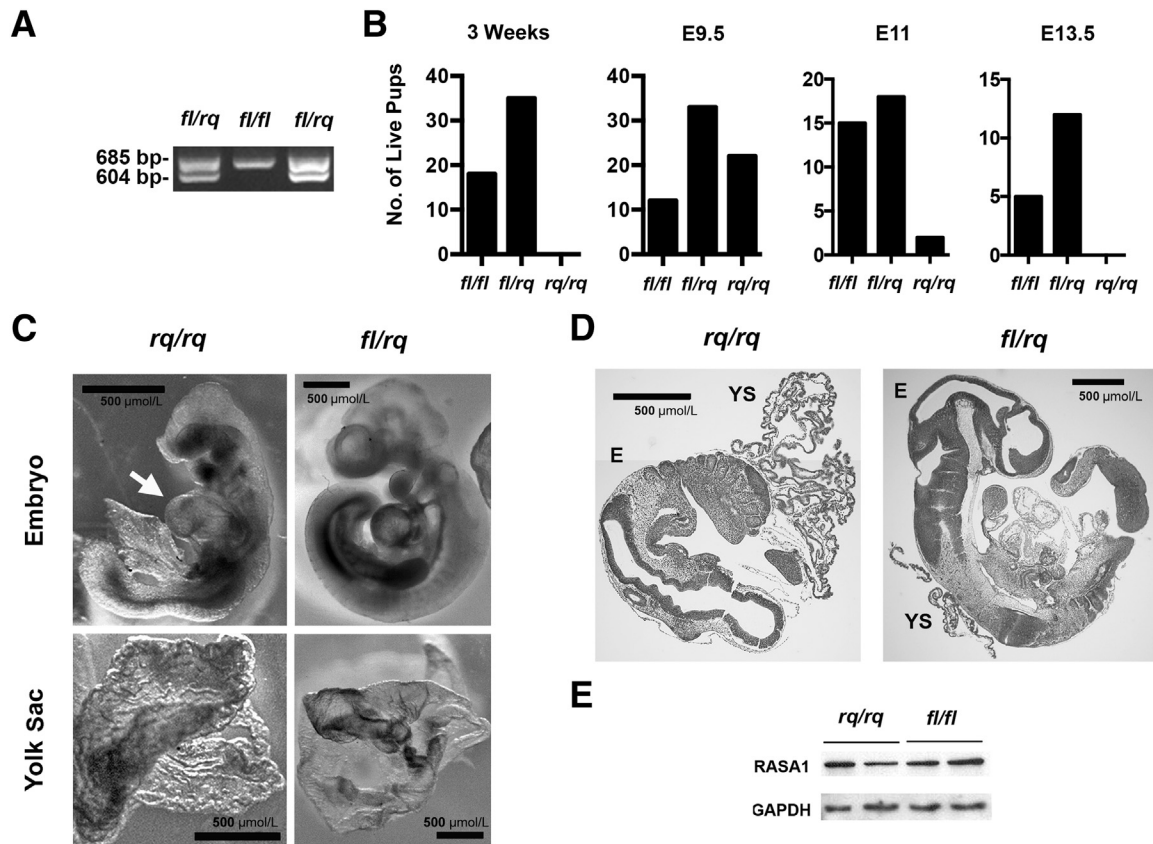 A
fl/rq fl/fl fl/rq
685 bp-
604 bp-
B
3 Weeks E9.5 E11 E13.5
No. of Live Pups
40
30
20
10
0
fl/fl fl/rq rq/rq
40
30
20
10
0
fl/fl fl/rq rq/rq
20
15
10
5
0
fl/fl fl/rq rq/rq
15
10
5
0
fl/fl fl/rq rq/rq
C
rq/rq fl/rq
Embryo
500 µmol/L
500 µmol/L
Yolk Sac
500 µmol/L
500 µmol/L
D
rq/rq fl/rq
500 µmol/L
YS
E
E
500 µmol/L
YS
E
rq/rq fl/fl
RASA1
GAPDH